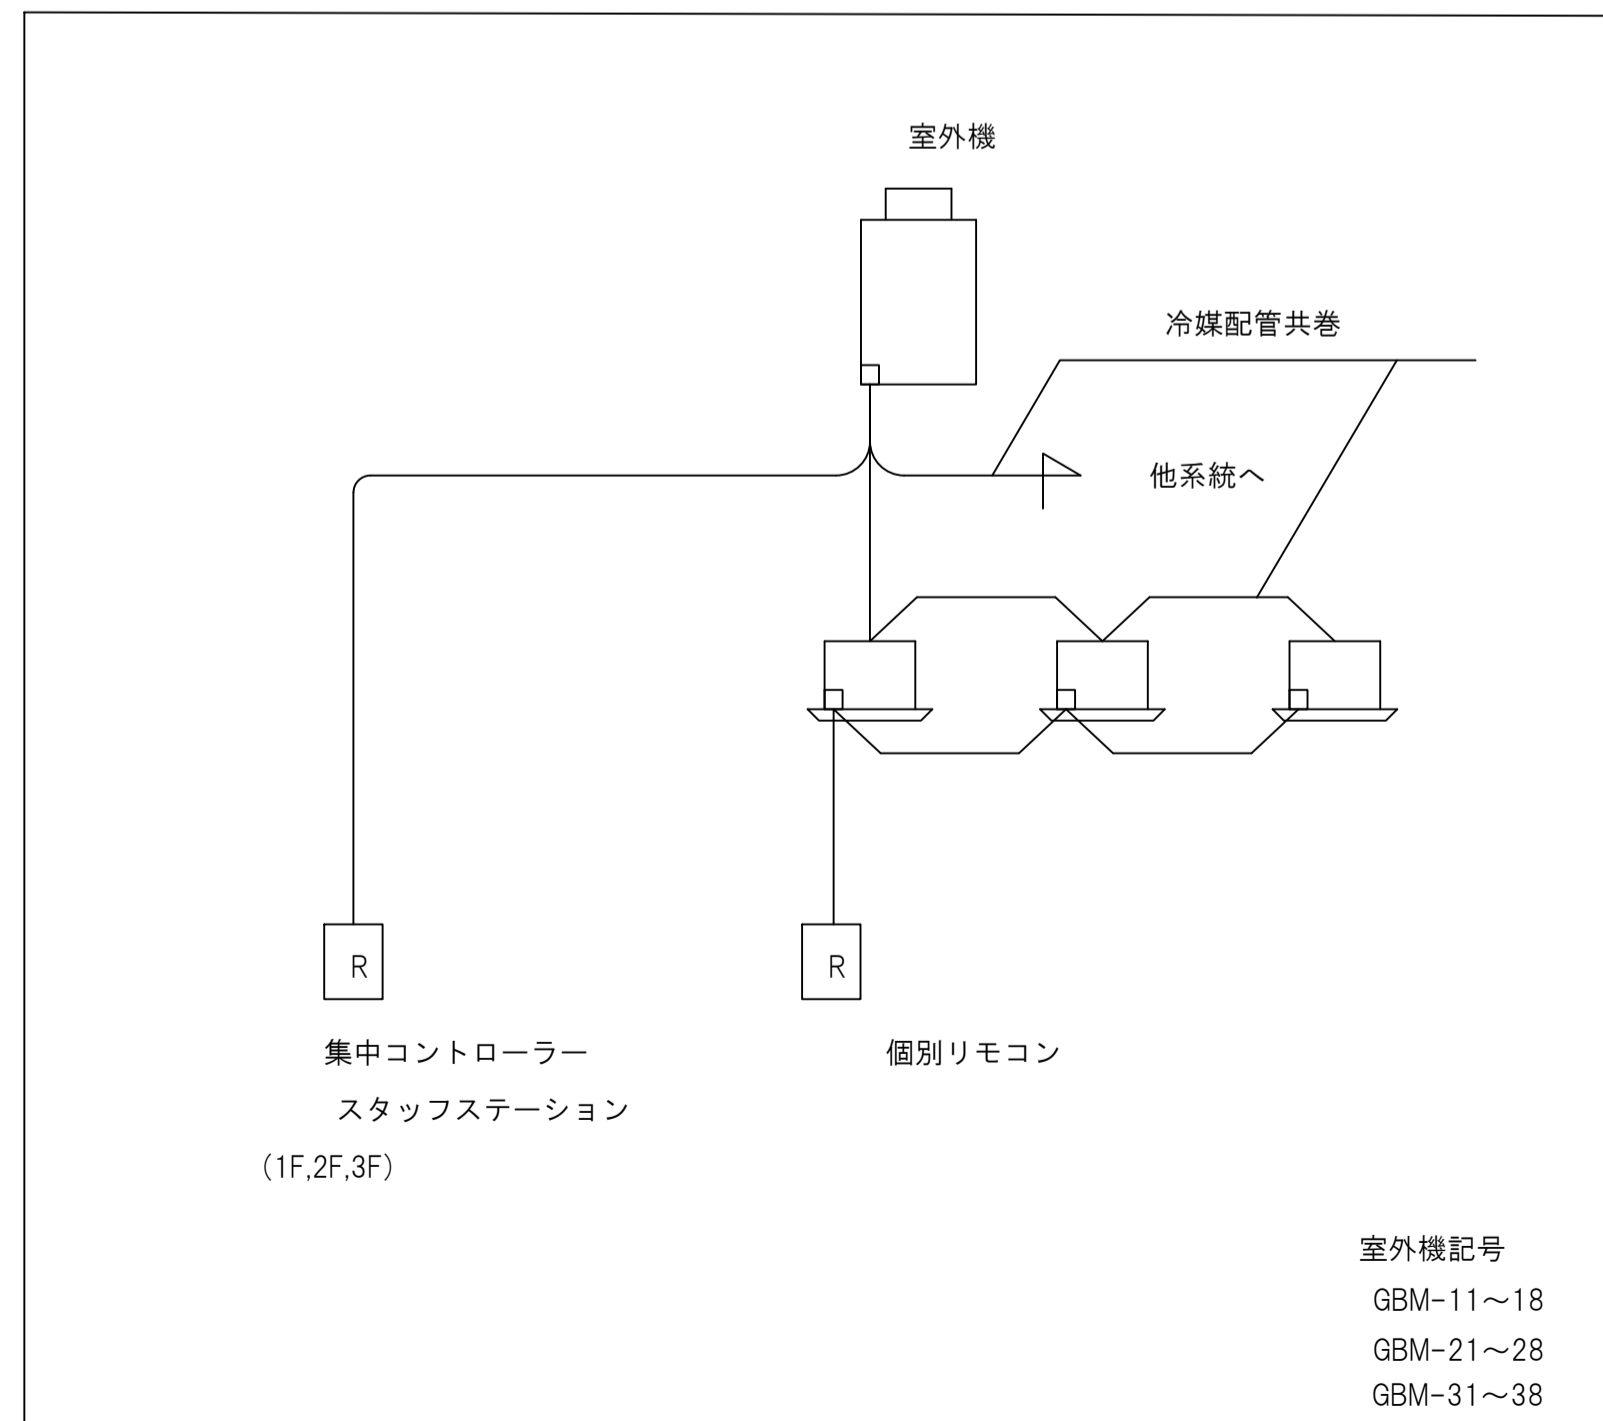 室外機
冷媒配管共巻
他系統へ
R
R
集中コントローラー
個別リモコン
スタッフステーション
(1F,2F,3F)
室外機記号
GBM-11～18
GBM-21～28
GBM-31～38